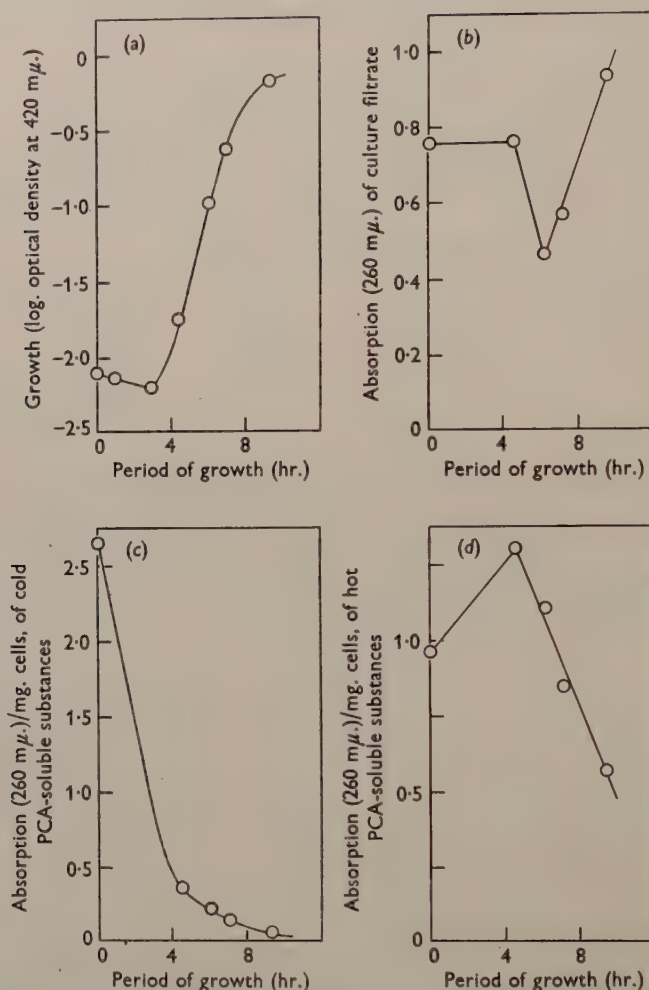 (a)
0
−0·5
−1·0
−1·5
−2·0
−2·5
0 4 8
Growth (log. optical density at 420 mμ.)
Period of growth (hr.)
(b)
1·0
0·8
0·6
0·4
0·2
0
0 4 8
Absorption (260 mμ.) of culture filtrate
Period of growth (hr.)
(c)
2·5
2·0
1·5
1·0
0·5
0
0 4 8
Absorption (260 mμ.)/mg. cells, of cold
PCA-soluble substances
Period of growth (hr.)
(d)
1·0
0·5
0
0 4 8
Absorption (260 mμ.)/mg. cells, of hot
PCA-soluble substances
Period of growth (hr.)